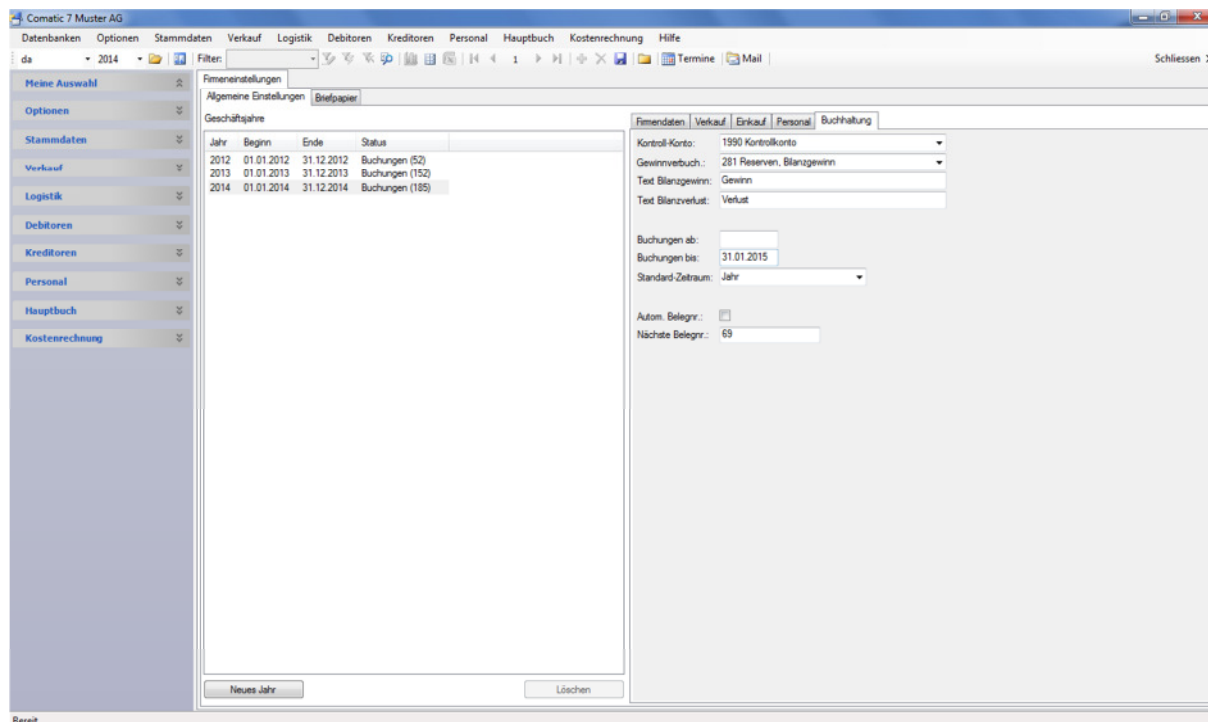 Comatic 7 Muster AG
Datenbanken Optionen Stammdaten Verkauf Logistik Debitoren Kreditoren Personal Hauptbuch Kostenrechnung Hilfe
da 2014 Filter: 1 Termine Mail Schliessen
Meine Auswahl
Optionen
Stammdaten
Verkauf
Logistik
Debitoren
Kreditoren
Personal
Hauptbuch
Kostenrechnung
Firmeneinstellungen
Allgemeine Einstellungen Briefpapier
Geschäftsjahre
Jahr Beginn Ende Status
2012 01.01.2012 31.12.2012 Buchungen (52)
2013 01.01.2013 31.12.2013 Buchungen (152)
2014 01.01.2014 31.12.2014 Buchungen (185)
Neues Jahr Löschen
Firmendaten Verkauf Einkauf Personal Buchhaltung
Kontroll-Konto: 1990 Kontrollkonto
Gewinnverbuch.: 281 Reserven, Bilanzgewinn
Text Bilanzgewinn: Gewinn
Text Bilanzverlust: Verlust
Buchungen ab:
Buchungen bis: 31.01.2015
Standard-Zeitraum: Jahr
Autom. Belegnr.:
Nächste Belegnr.: 69
Bereit